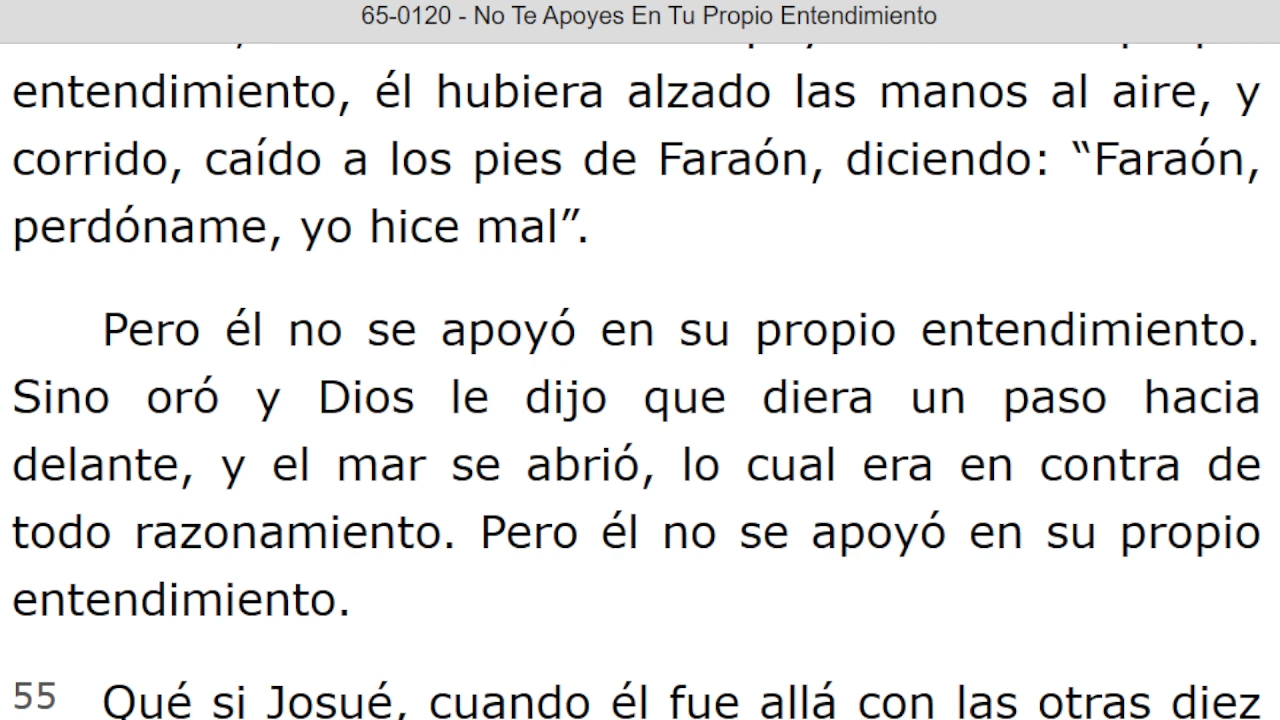 65-0120 - No Te Apoyes En Tu Propio Entendimiento
entendimiento, él hubiera alzado las manos al aire, y
corrido, caído a los pies de Faraón, diciendo: “Faraón,
perdóname, yo hice mal”.
Pero él no se apoyó en su propio entendimiento.
Sino oró y Dios le dijo que diera un paso hacia
delante, y el mar se abrió, lo cual era en contra de
todo razonamiento. Pero él no se apoyó en su propio
entendimiento.
55 Qué si Josué, cuando él fue allá con las otras diez